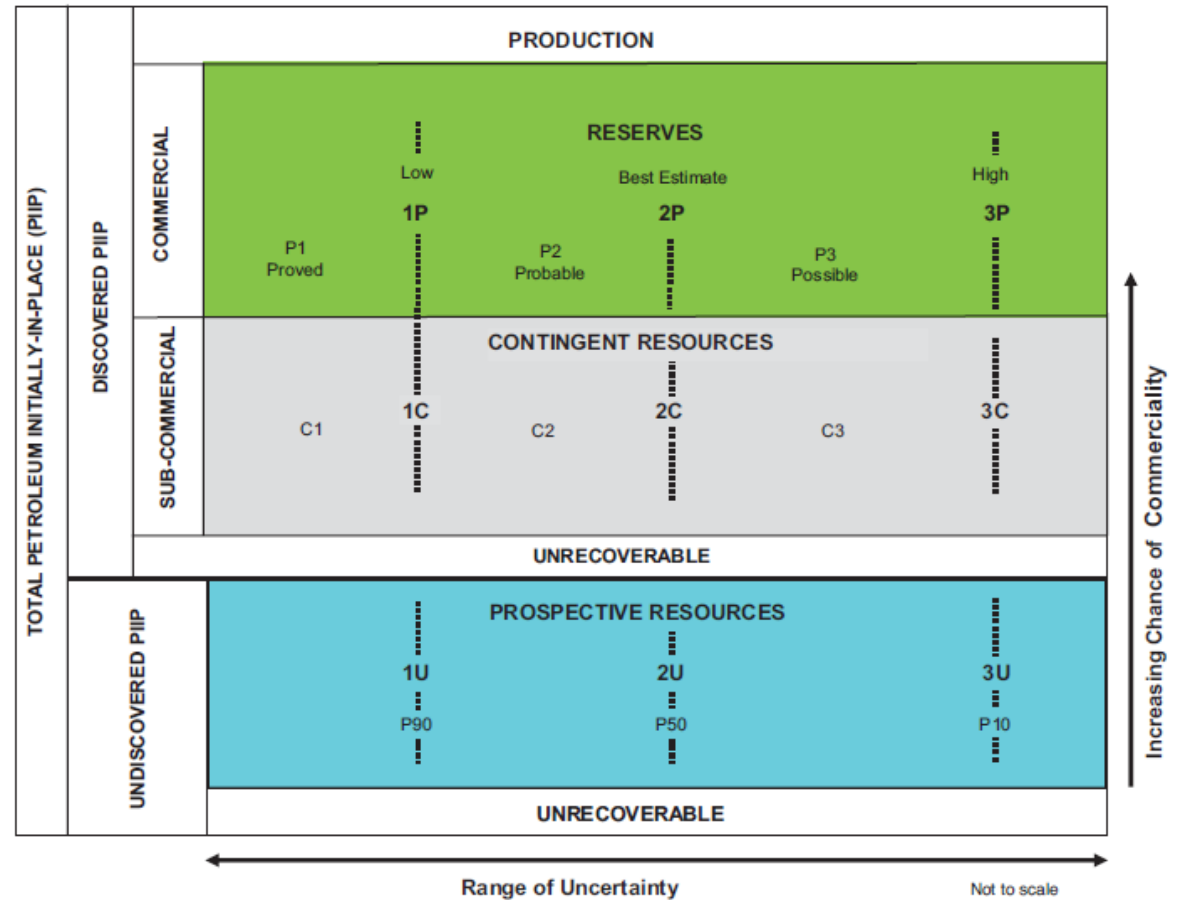 TOTAL PETROLEUM INITIALLY-IN-PLACE (PIIP)
DISCOVERED PIIP
PRODUCTION
COMMERCIAL
RESERVES
Low
Best Estimate
High
1P
2P
3P
P1
Proved
P2
Probable
P3
Possible
SUB-COMMERCIAL
CONTINGENT RESOURCES
1C
2C
3C
C1
C2
C3
UNRECOVERABLE
UNDISCOVERED PIIP
PROSPECTIVE RESOURCES
1U
2U
3U
P90
P50
P10
UNRECOVERABLE
Increasing Chance of Commerciality
Range of Uncertainty
Not to scale